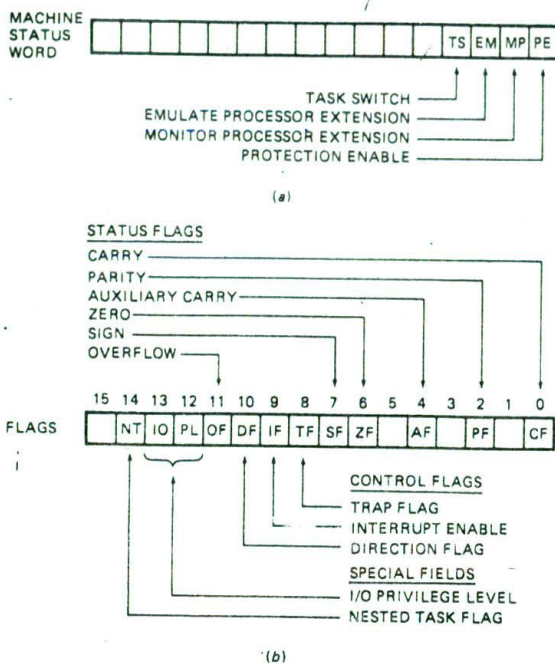 MACHINE
STATUS
WORD
TS EM MP PE
TASK SWITCH
EMULATE PROCESSOR EXTENSION
MONITOR PROCESSOR EXTENSION
PROTECTION ENABLE
(a)
STATUS FLAGS
CARRY
PARITY
AUXILIARY CARRY
ZERO
SIGN
OVERFLOW
15 14 13 12 11 10 9 8 7 6 5 4 3 2 1 0
FLAGS NT IO PL OF DF IF TF SF ZF AF PF CF
CONTROL FLAGS
TRAP FLAG
INTERRUPT ENABLE
DIRECTION FLAG
SPECIAL FIELDS
I/O PRIVILEGE LEVEL
NESTED TASK FLAG
(b)